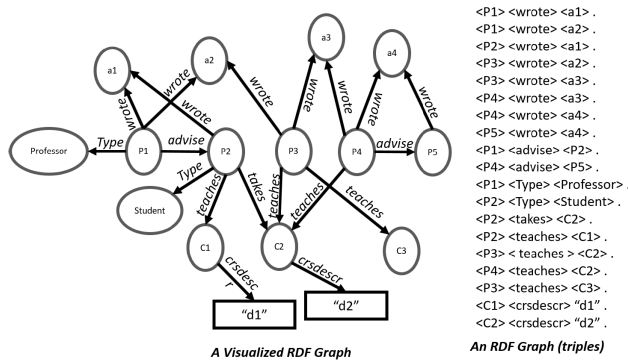 a1
a2
a3
a4
wrote
wrote
wrote
wrote
wrote
wrote
wrote
wrote
Professor
Type
P1
advise
P2
P3
P4
advise
P5
Type
Student
teaches
takes
teaches
teaches
teaches
C1
C2
C3
crsdesc
r
crsdescr
"d1"
"d2"
A Visualized RDF Graph
<P1> <wrote> <a1> .
<P1> <wrote> <a2> .
<P2> <wrote> <a1> .
<P3> <wrote> <a2> .
<P3> <wrote> <a3> .
<P4> <wrote> <a3> .
<P4> <wrote> <a4> .
<P5> <wrote> <a4> .
<P1> <advise> <P2> .
<P4> <advise> <P5> .
<P1> <Type> <Professor> .
<P2> <Type> <Student> .
<P2> <takes> <C2> .
<P2> <teaches> <C1> .
<P3> < teaches > <C2> .
<P4> <teaches> <C2> .
<P3> <teaches> <C3> .
<C1> <crsdescr> “d1” .
<C2> <crsdescr> “d2” .
An RDF Graph (triples)